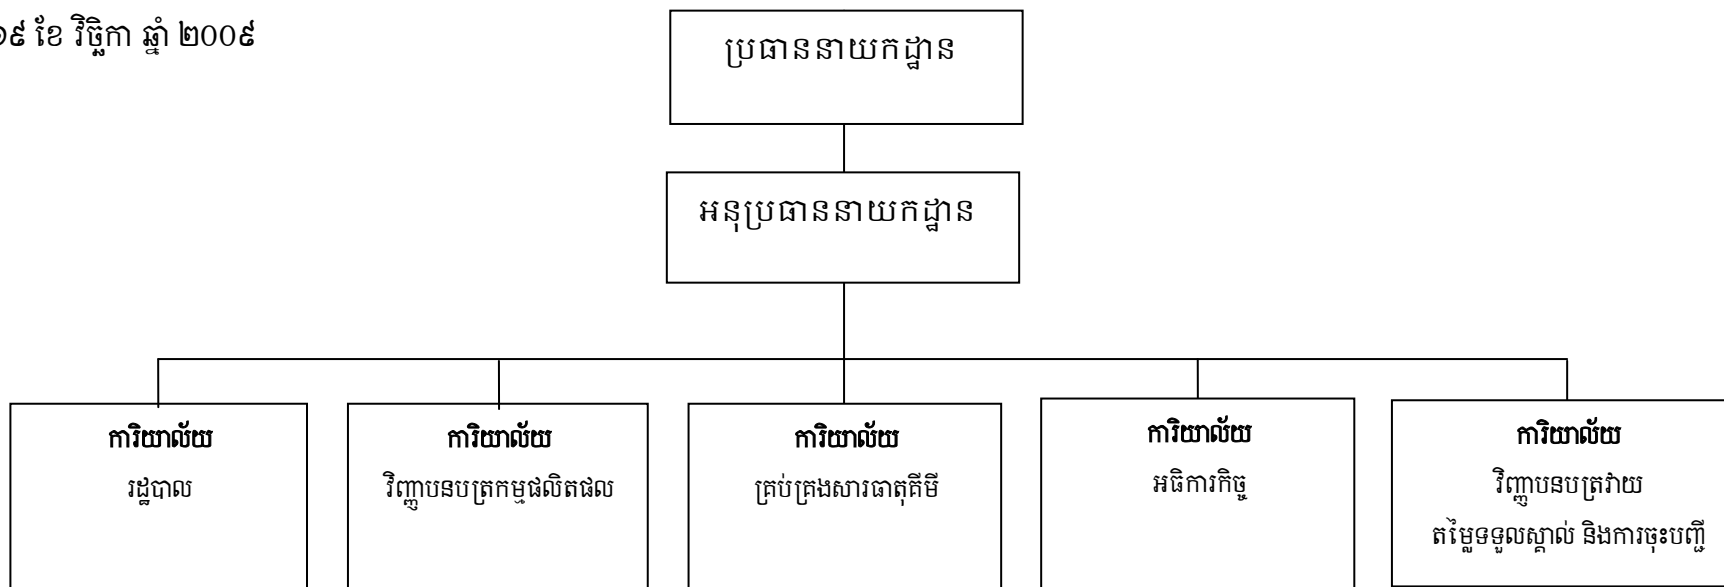 ខែ វិច្ឆិកា ឆ្នាំ ២00៩
ប្រធាននាយកដ្ឋាន
អនុប្រធាននាយកដ្ឋាន
ការិយាល័យ
រដ្ឋបាល
ការិយាល័យ
វិញ្ញាបនបត្រកម្មផលិតផល
ការិយាល័យ
គ្រប់គ្រងសារធាតុគីមី
ការិយាល័យ
អធិការកិច្ច
ការិយាល័យ
វិញ្ញាបនបត្រវាយ
តម្លៃទទួលស្គាល់ និងការចុះបញ្ជី